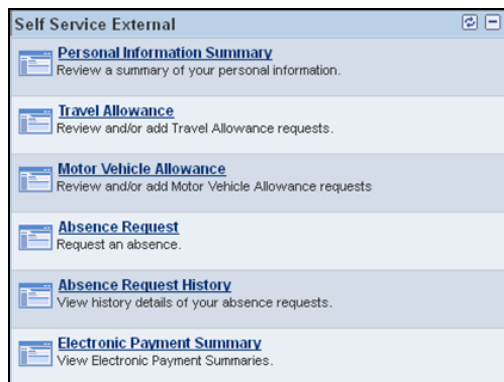 Self Service External
Personal Information Summary
Review a summary of your personal information.
Travel Allowance
Review and/or add Travel Allowance requests.
Motor Vehicle Allowance
Review and/or add Motor Vehicle Allowance requests
Absence Request
Request an absence.
Absence Request History
View history details of your absence requests.
Electronic Payment Summary
View Electronic Payment Summaries.